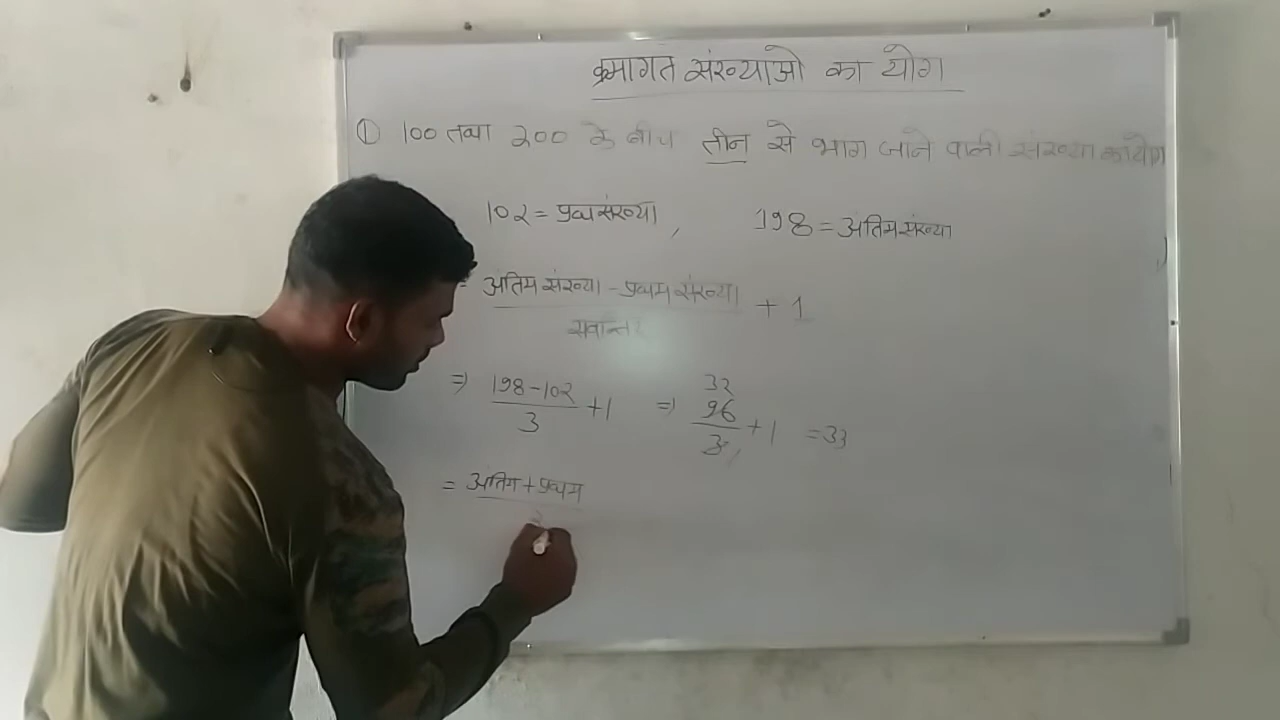 क्रमागत संख्याओ का योग
① 100 तथा 200 के बीच तीन से भाग जाने वाली संख्या का योग
102 = प्रथम संख्या, 198 = अंतिम संख्या
अंतिम संख्या - प्रथम संख्या + 1
⇒ 198-102 +1 ⇒ 32
3 96 +1 = 33
3
= अंतिम + प्रथम
2